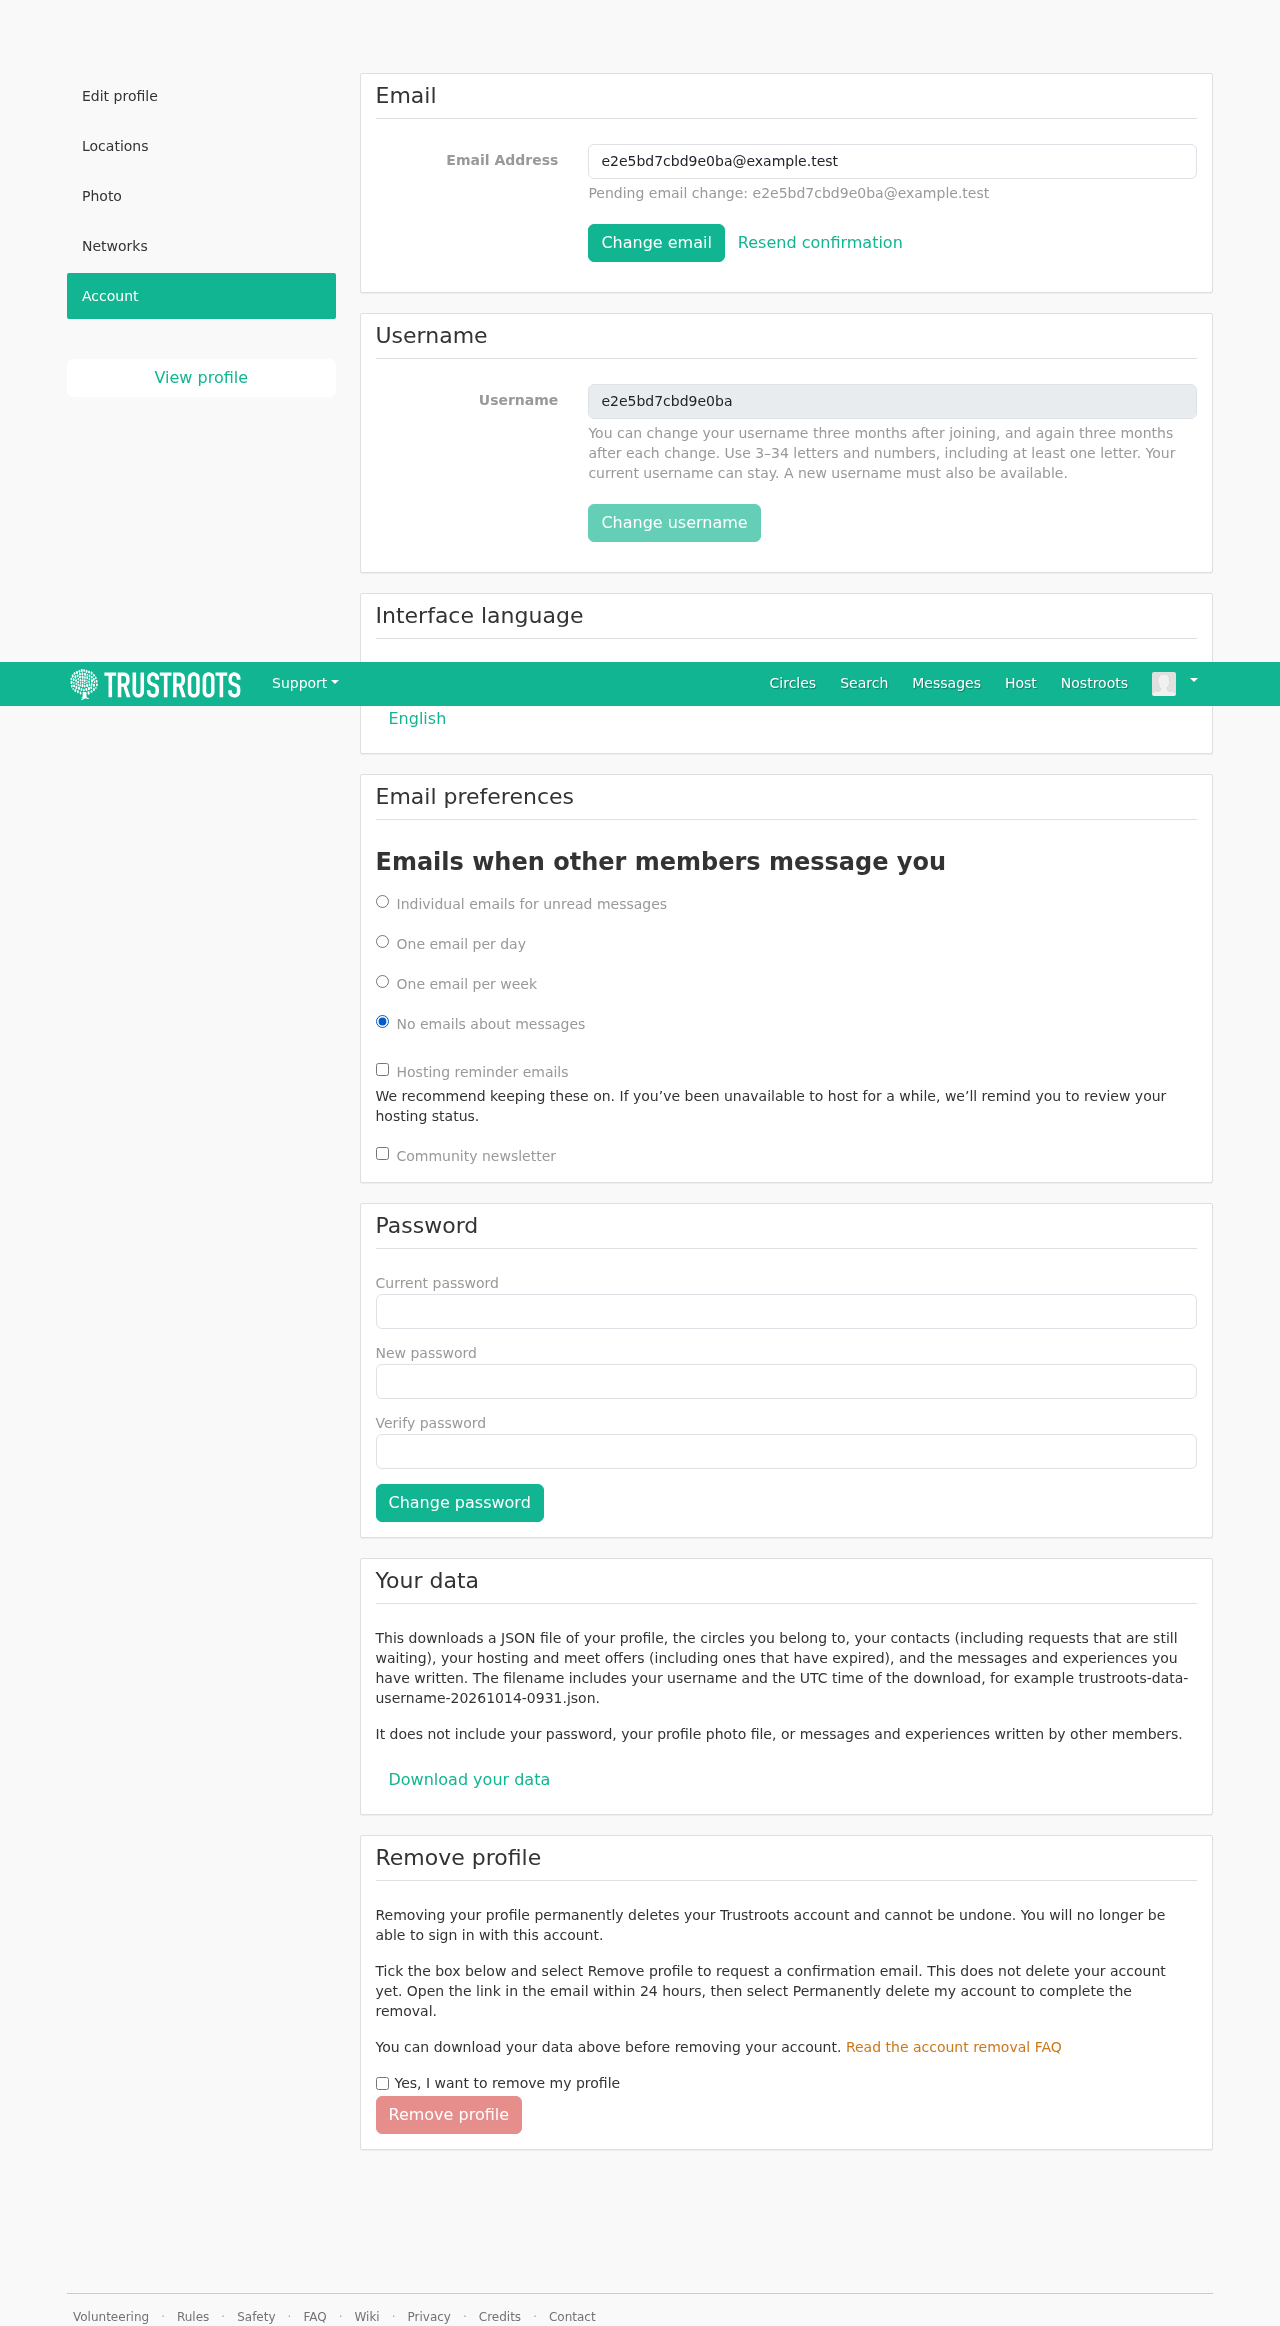 Edit profile
Locations
Photo
Networks
Account
View profile
Email
Email Address
e2e5bd7cbd9e0ba@example.test
Pending email change: e2e5bd7cbd9e0ba@example.test
Change email Resend confirmation
Username
Username
e2e5bd7cbd9e0ba
You can change your username three months after joining, and again three months
after each change. Use 3–34 letters and numbers, including at least one letter. Your
current username can stay. A new username must also be available.
Change username
Interface language
TRUSTROOTS Support Circles Search Messages Host Nostroots
English
Email preferences
Emails when other members message you
Individual emails for unread messages
One email per day
One email per week
No emails about messages
Hosting reminder emails
We recommend keeping these on. If you’ve been unavailable to host for a while, we’ll remind you to review your
hosting status.
Community newsletter
Password
Current password
New password
Verify password
Change password
Your data
This downloads a JSON file of your profile, the circles you belong to, your contacts (including requests that are still
waiting), your hosting and meet offers (including ones that have expired), and the messages and experiences you
have written. The filename includes your username and the UTC time of the download, for example trustroots-data-
username-20261014-0931.json.
It does not include your password, your profile photo file, or messages and experiences written by other members.
Download your data
Remove profile
Removing your profile permanently deletes your Trustroots account and cannot be undone. You will no longer be
able to sign in with this account.
Tick the box below and select Remove profile to request a confirmation email. This does not delete your account
yet. Open the link in the email within 24 hours, then select Permanently delete my account to complete the
removal.
You can download your data above before removing your account. Read the account removal FAQ
Yes, I want to remove my profile
Remove profile
Volunteering · Rules · Safety · FAQ · Wiki · Privacy · Credits · Contact